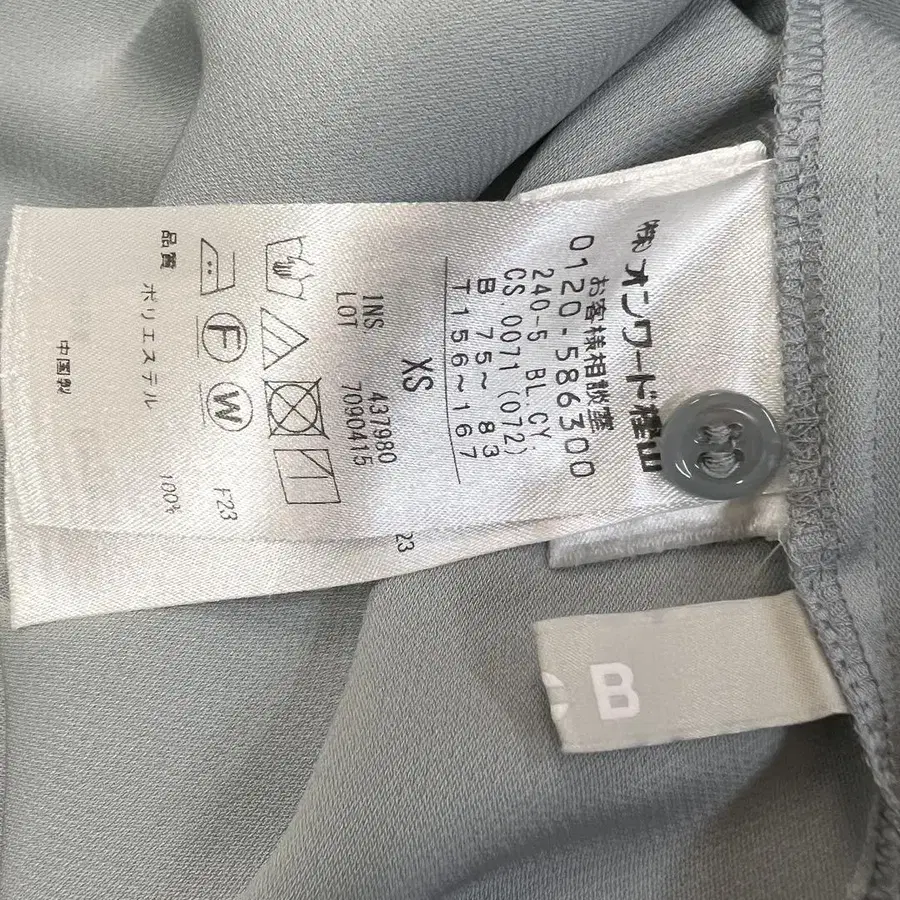 ㈱オンワード樫山
0120-586300
お客様相談室
240-5 BL.CY.
CS 0071 (072)
B 75~83
T156~167
XS
INS 437980
LOT 7090415
F W
F23
品質 ポリエステル 100%
中国製
23
B